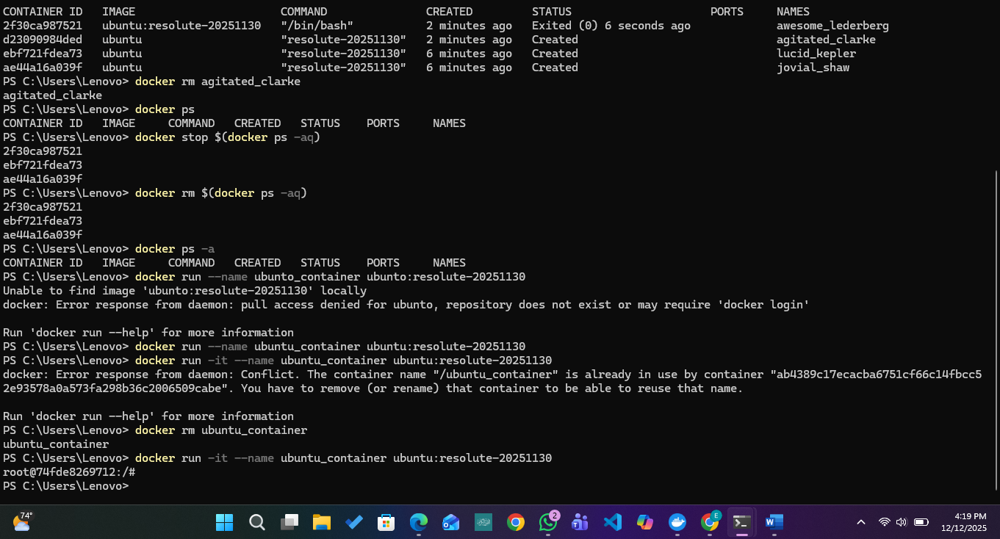 CONTAINER ID   IMAGE                      COMMAND               CREATED         STATUS                     PORTS     NAMES
2f30ca987521   ubuntu:resolute-20251130   "/bin/bash"           2 minutes ago   Exited (0) 6 seconds ago             awesome_lederberg
d23090984ded   ubuntu                     "resolute-20251130"   2 minutes ago   Created                              agitated_clarke
ebf721fdea73   ubuntu                     "resolute-20251130"   6 minutes ago   Created                              lucid_kepler
ae44a16a039f   ubuntu                     "resolute-20251130"   6 minutes ago   Created                              jovial_shaw
PS C:\Users\Lenovo> docker rm agitated_clarke
agitated_clarke
PS C:\Users\Lenovo> docker ps
CONTAINER ID   IMAGE     COMMAND   CREATED   STATUS    PORTS     NAMES
PS C:\Users\Lenovo> docker stop $(docker ps -aq)
2f30ca987521
ebf721fdea73
ae44a16a039f
PS C:\Users\Lenovo> docker rm $(docker ps -aq)
2f30ca987521
ebf721fdea73
ae44a16a039f
PS C:\Users\Lenovo> docker ps -a
CONTAINER ID   IMAGE     COMMAND   CREATED   STATUS    PORTS     NAMES
PS C:\Users\Lenovo> docker run --name ubunto_container ubunto:resolute-20251130
Unable to find image 'ubunto:resolute-20251130' locally
docker: Error response from daemon: pull access denied for ubunto, repository does not exist or may require 'docker login'
Run 'docker run --help' for more information
PS C:\Users\Lenovo> docker run --name ubuntu_container ubuntu:resolute-20251130
PS C:\Users\Lenovo> docker run -it --name ubuntu_container ubuntu:resolute-20251130
docker: Error response from daemon: Conflict. The container name "/ubuntu_container" is already in use by container "ab4389c17ecacba6751cf66c14fbcc5
2e93578a0a573fa298b36c2006509cabe". You have to remove (or rename) that container to be able to reuse that name.
Run 'docker run --help' for more information
PS C:\Users\Lenovo> docker rm ubuntu_container
ubuntu_container
PS C:\Users\Lenovo> docker run -it --name ubuntu_container ubuntu:resolute-20251130
root@74fde8269712:/#
PS C:\Users\Lenovo>
74°
2
E
4:19 PM
12/12/2025